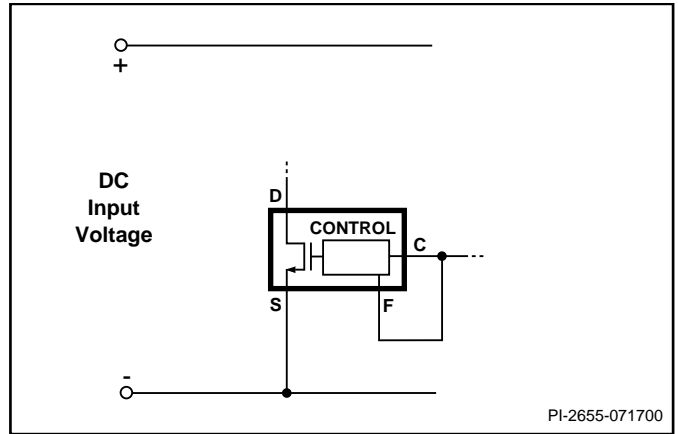 +
DC
Input
Voltage
D
CONTROL
C
S
F
-
PI-2655-071700